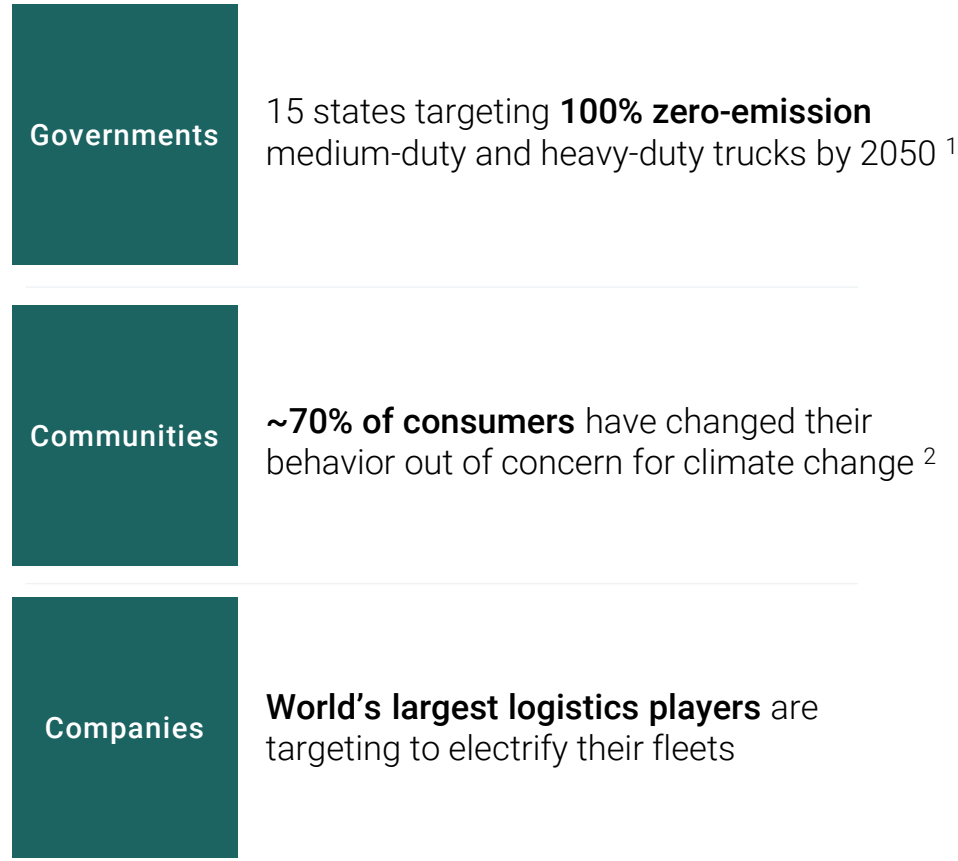 Governments
15 states targeting 100% zero-emission
medium-duty and heavy-duty trucks by 2050 1
Communities
~70% of consumers have changed their
behavior out of concern for climate change 2
Companies
World's largest logistics players are
targeting to electrify their fleets